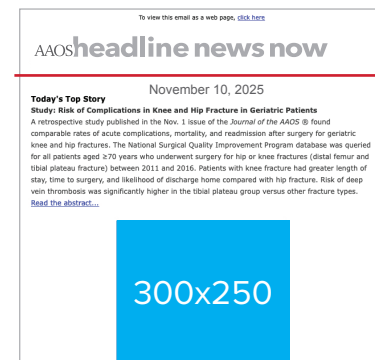 To view this email as a web page, click here
AAOS headline news now
November 10, 2025
Today's Top Story
Study: Risk of Complications in Knee and Hip Fracture in Geriatric Patients
A retrospective study published in the Nov. 1 issue of the Journal of the AAOS ® found
comparable rates of acute complications, mortality, and readmission after surgery for geriatric
knee and hip fractures. The National Surgical Quality Improvement Program database was queried
for all patients aged ≥70 years who underwent surgery for hip or knee fractures (distal femur and
tibial plateau fracture) between 2011 and 2016. Patients with knee fracture had greater length of
stay, time to surgery, and likelihood of discharge home compared with hip fracture. Risk of deep
vein thrombosis was significantly higher in the tibial plateau group versus other fracture types.
Read the abstract...
300x250